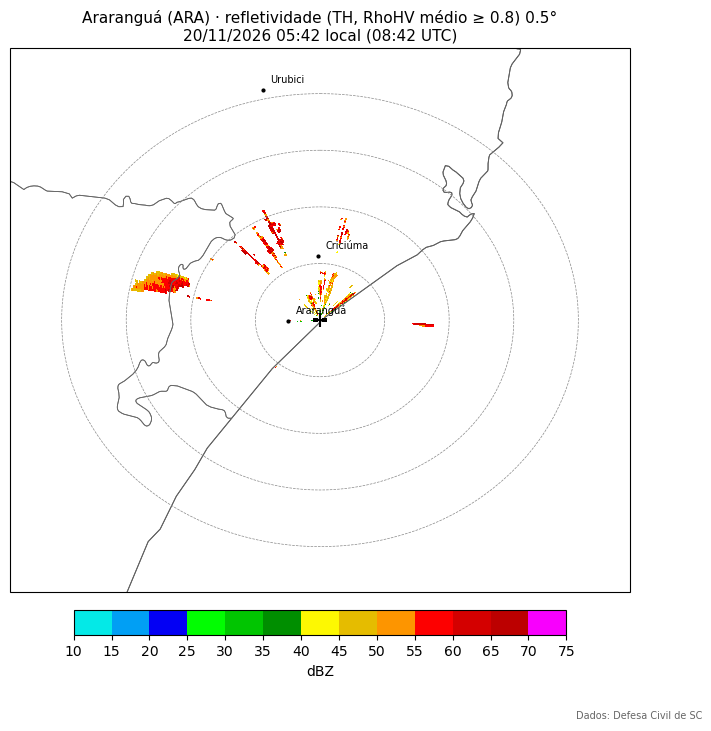 Araranguá (ARA) · refletividade (TH, RhoHV médio ≥ 0.8) 0.5°
20/11/2026 05:42 local (08:42 UTC)
Urubici
Criciúma
Araranguá
10 15 20 25 30 35 40 45 50 55 60 65 70 75
dBZ
Dados: Defesa Civil de SC